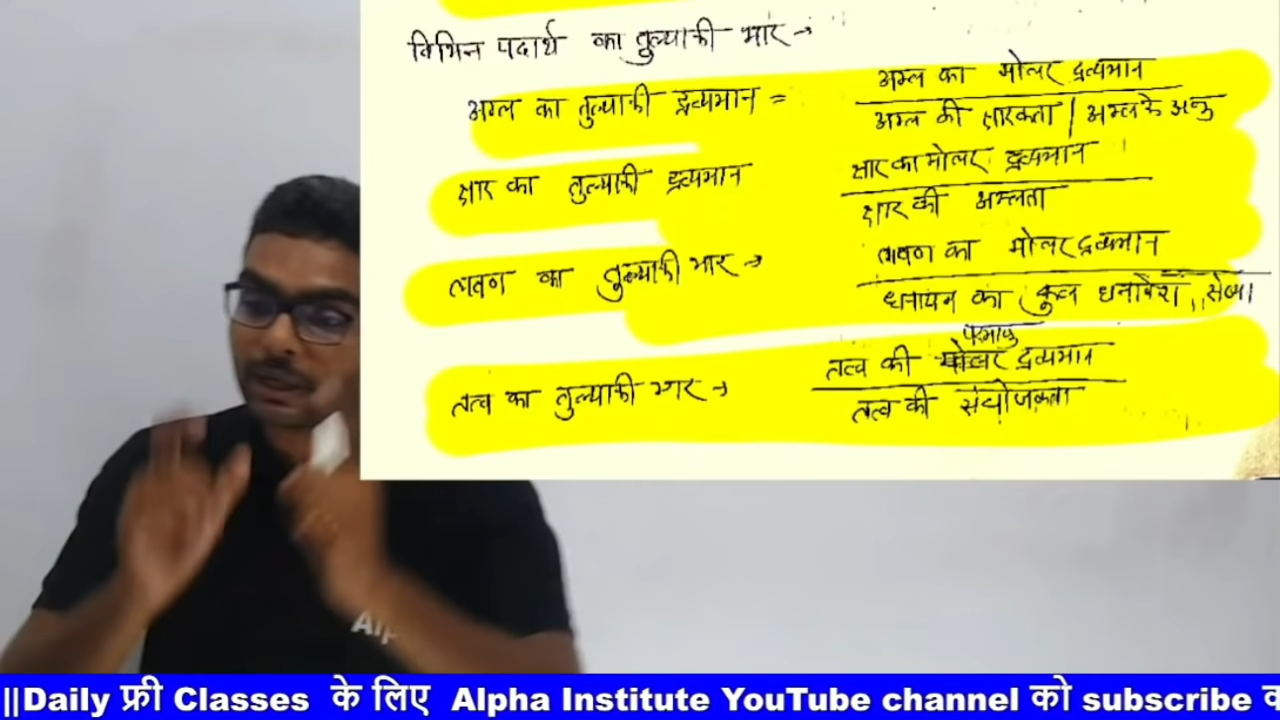 विभिन्न पदार्थ का तुल्यांकी भार →
अम्ल का तुल्यांकी द्रव्यमान = अम्ल का मोलर द्रव्यमान
अम्ल की क्षारकता / अम्ल के अणु
क्षार का तुल्यांकी द्रव्यमान क्षार का मोलर द्रव्यमान
क्षार की अम्लता
लवण का तुल्यांकी भार → लवण का मोलर द्रव्यमान
धनायन का कुल धनावेश संख्या
परमाणु
तत्व का तुल्यांकी भार → तत्व की द्रव्यमान
तत्व की संयोजकता
||Daily फ्री Classes के लिए Alpha Institute YouTube channel को subscribe